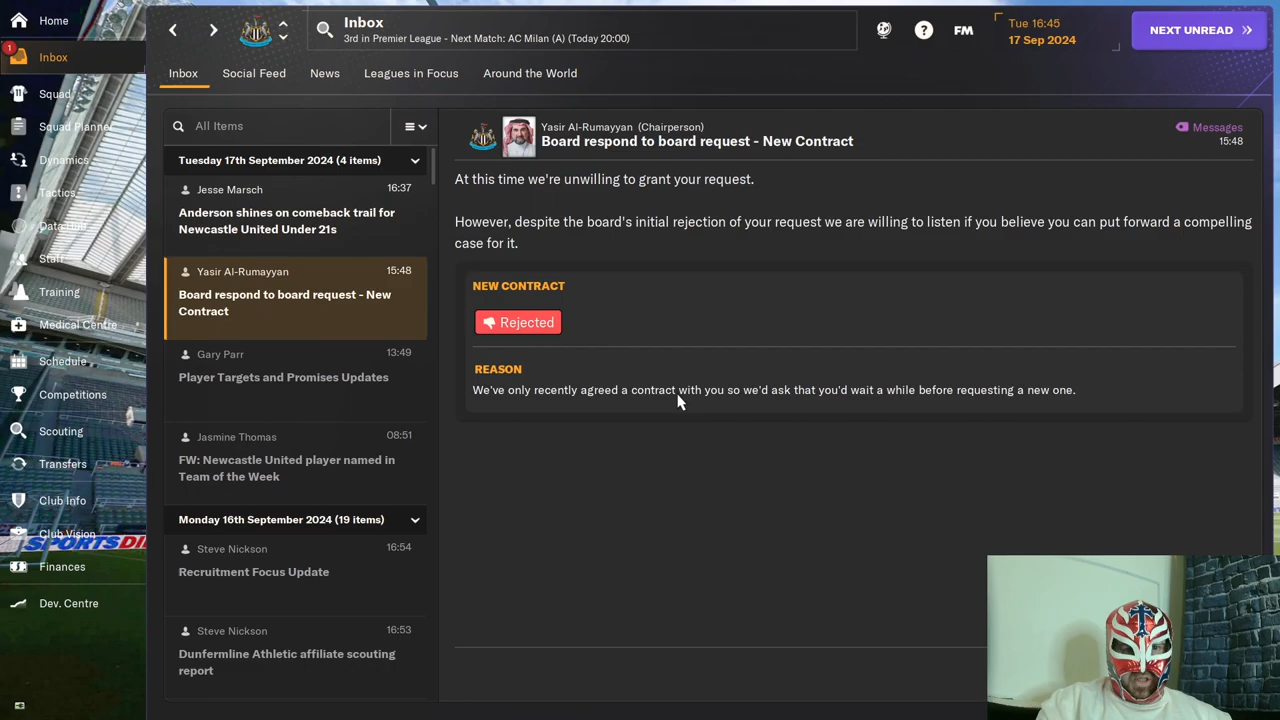 Home
1
Inbox
Squad
Squad Planner
Dynamics
Tactics
Data Hub
Staff
Training
Medical Centre
Schedule
Competitions
Scouting
Transfers
Club Info
Club Vision
SPORTS DI
Finances
Dev. Centre
Inbox
3rd in Premier League - Next Match: AC Milan (A) (Today 20:00)
?
FM
Tue 16:45
17 Sep 2024
NEXT UNREAD
Inbox Social Feed News Leagues in Focus Around the World
All Items
Tuesday 17th September 2024 (4 items)
Jesse Marsch 16:37
Anderson shines on comeback trail for
Newcastle United Under 21s
Yasir Al-Rumayyan 15:48
Board respond to board request - New
Contract
Gary Parr 13:49
Player Targets and Promises Updates
Jasmine Thomas 08:51
FW: Newcastle United player named in
Team of the Week
Monday 16th September 2024 (19 items)
Steve Nickson 16:54
Recruitment Focus Update
Steve Nickson 16:53
Dunfermline Athletic affiliate scouting
report
Yasir Al-Rumayyan (Chairperson)
Board respond to board request - New Contract
Messages
15:48
At this time we're unwilling to grant your request.
However, despite the board's initial rejection of your request we are willing to listen if you believe you can put forward a compelling
case for it.
NEW CONTRACT
Rejected
REASON
We've only recently agreed a contract with you so we'd ask that you'd wait a while before requesting a new one.